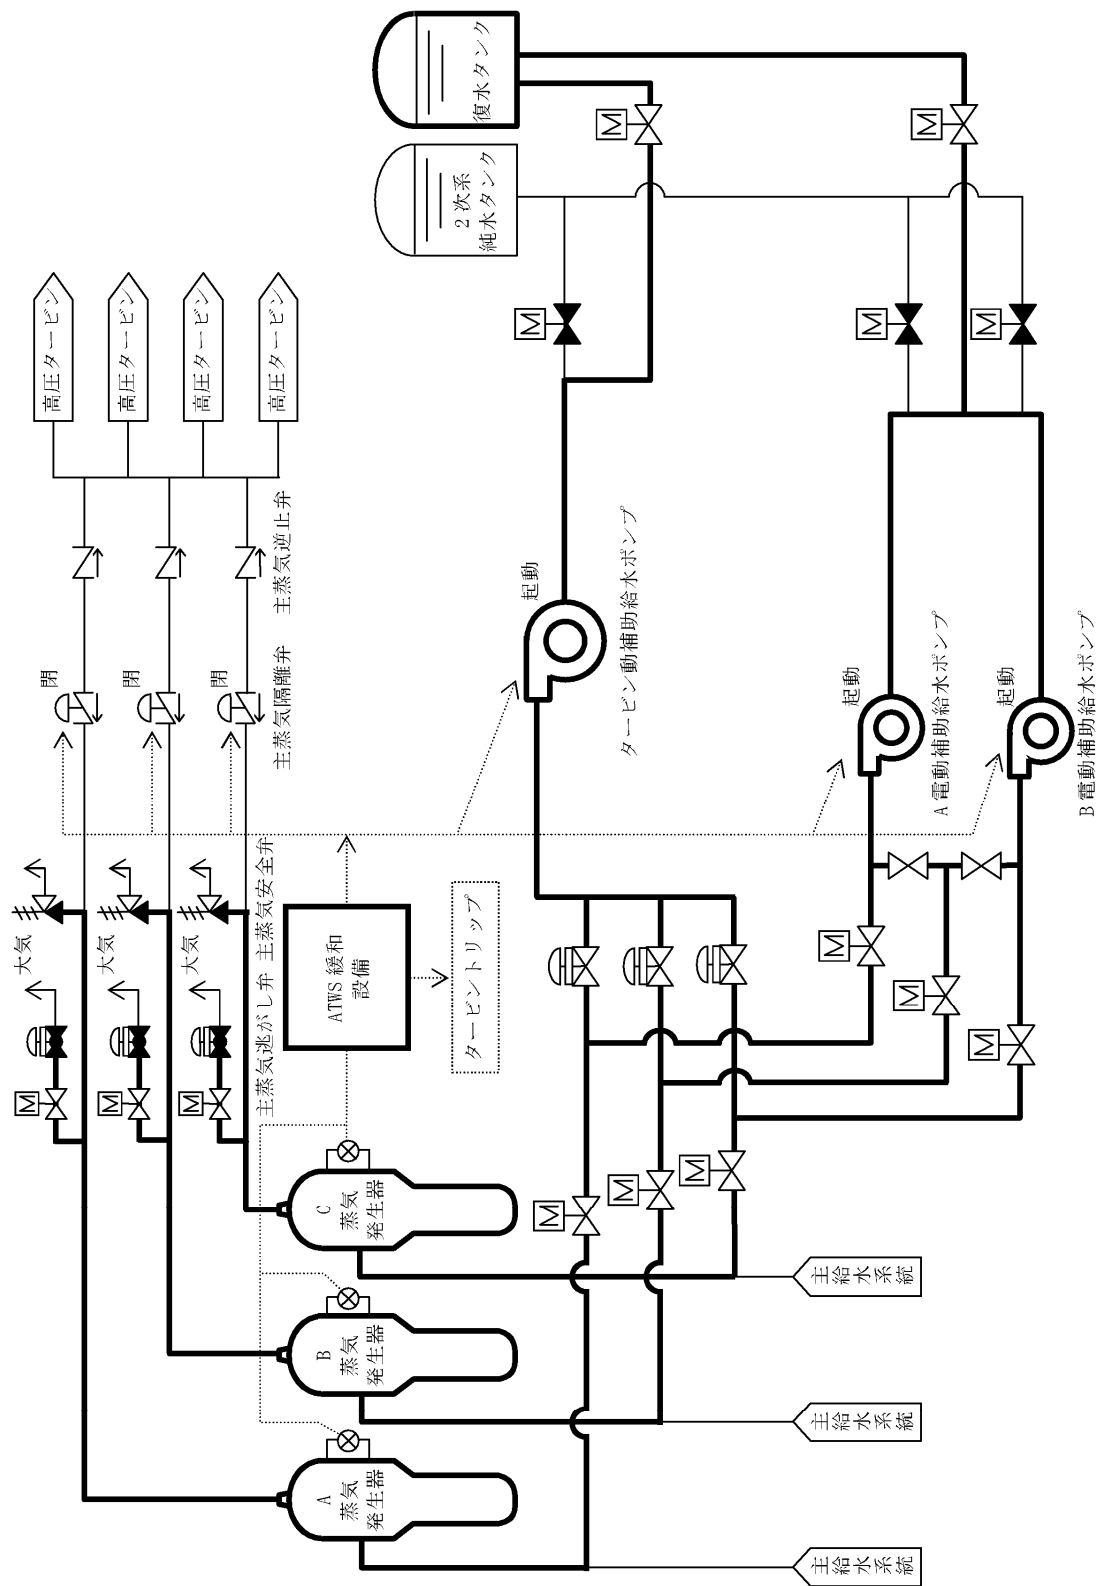 高圧タービン
高圧タービン
高圧タービン
高圧タービン
主蒸気逆止弁
閉
閉
閉
主蒸気隔離弁
大気
大気
大気
主蒸気安全弁
主蒸気逃がし弁
M
M
M
ATWS緩和
設備
タービントリップ
A
蒸気
発生器
B
蒸気
発生器
C
蒸気
発生器
復水タンク
2次系
純水タンク
M
M
M
M
M
起動
タービン動補助給水ポンプ
起動
A電動補助給水ポンプ
起動
B電動補助給水ポンプ
M
M
M
M
M
M
主給水系統
主給水系統
主給水系統